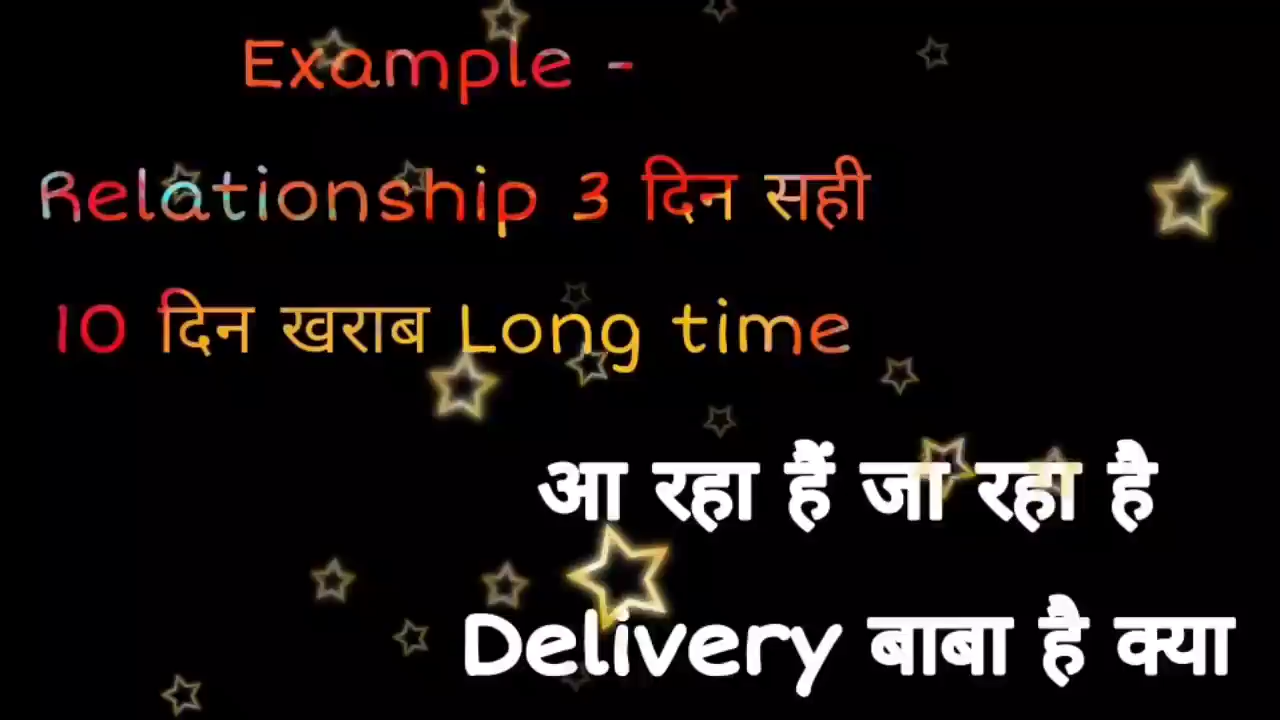 Example -
Relationship 3 दिन सही
10 दिन खराब Long time
आ रहा हैं जा रहा है
Delivery बाबा है क्या